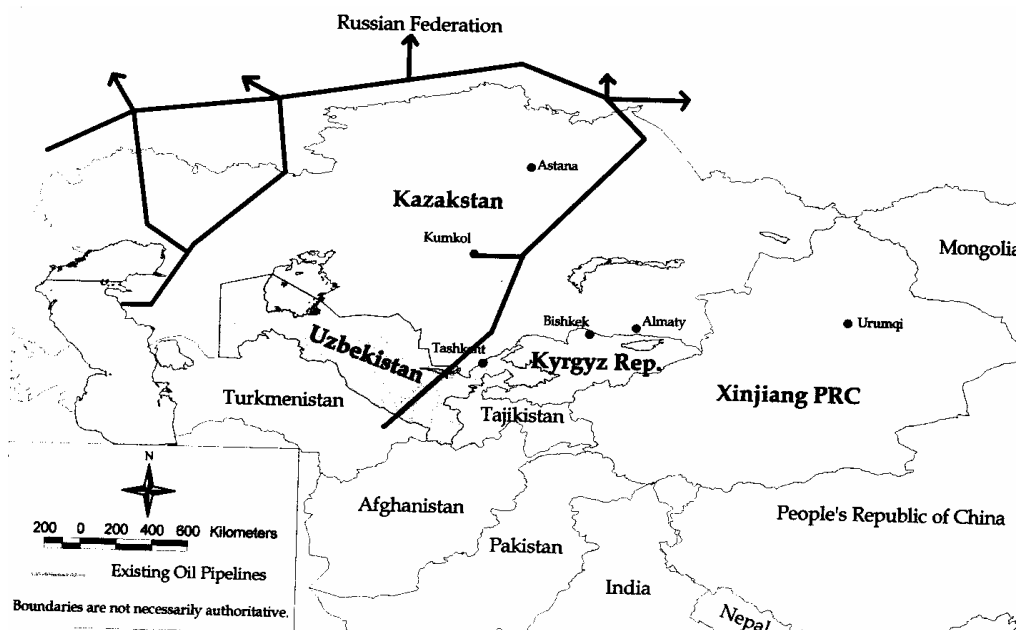 Russian Federation
Astana
Kazakstan
Kumkol
Mongolia
Bishkek
Almaty
Urumqi
Tashkent
Uzbekistan
Kyrgyz Rep.
Turkmenistan
Tajikistan
Xinjiang PRC
N
Afghanistan
People's Republic of China
200 0 200 400 600 Kilometers
Pakistan
Existing Oil Pipelines
India
Boundaries are not necessarily authoritative.
Nepal